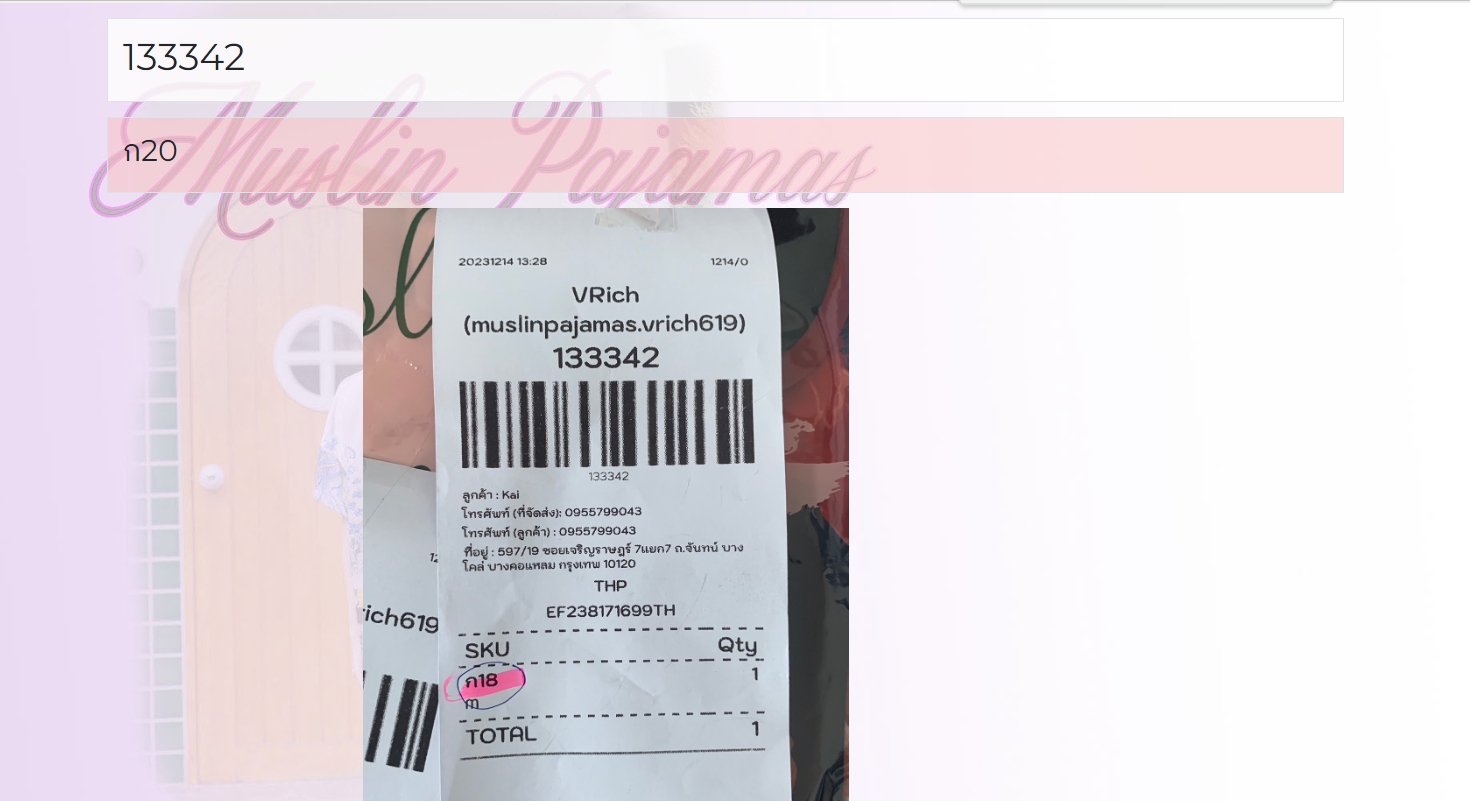 133342
Muslin Pajamas
ก20
20231214 13:28 1214/0
VRich
(muslinpajamas.vrich619)
133342
133342
ลูกค้า : Kai
โทรศัพท์ (ที่จัดส่ง): 0955799043
โทรศัพท์ (ลูกค้า) : 0955799043
ที่อยู่ : 597/19 ซอยเจริญราษฎร์ 7แยก7 ถ.จันทน์ บาง
โคล่ บางคอแหลม กรุงเทพ 10120
12
THP
EF238171699TH
rich619
SKU Qty
ก18 1
m
TOTAL 1